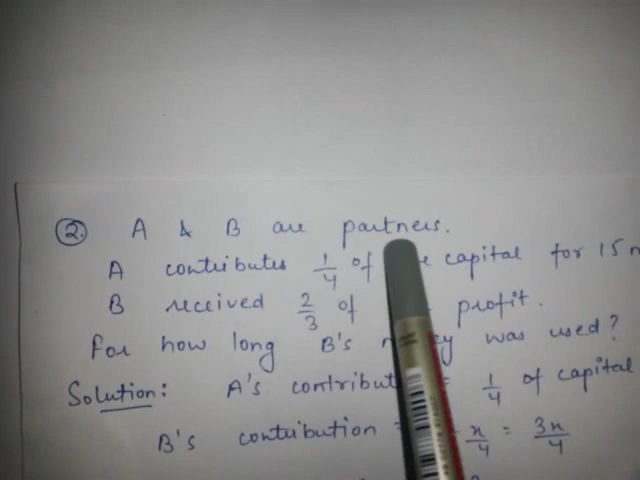 2. A & B are partners.
A contributes 1/4 of capital for 15
B received 2/3 of profit.
For how long B's was used?
Solution: A's = 1/4 of capital
B's contribution x/4 = 3x/4